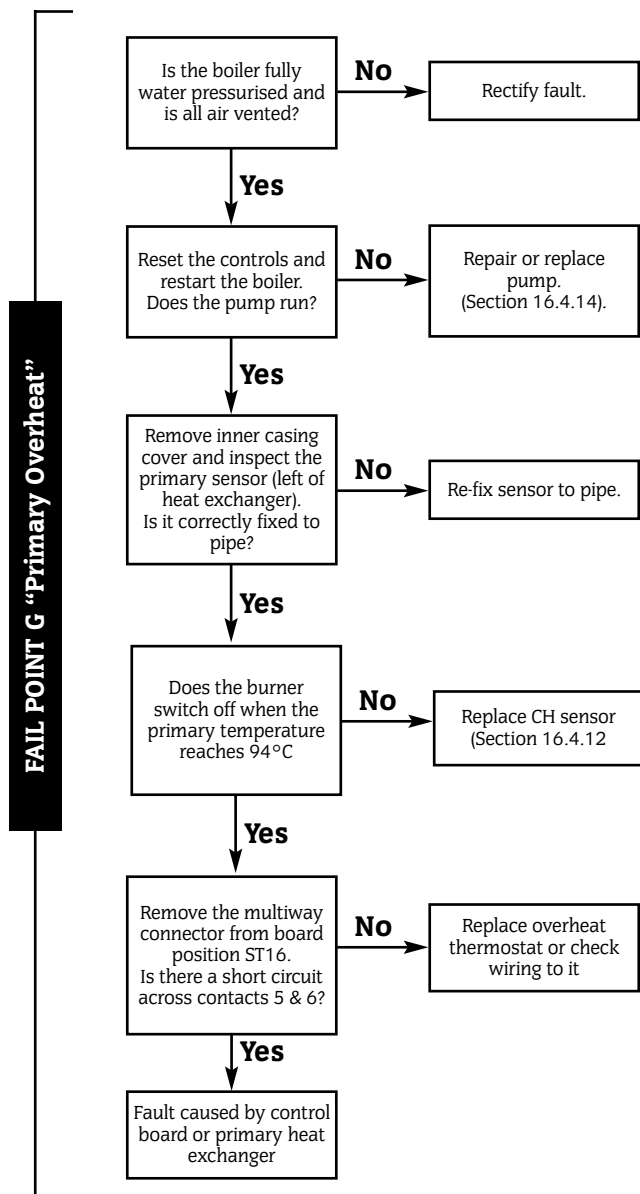 FAIL POINT G “Primary Overheat”
Is the boiler fully
water pressurised and
is all air vented?
No
Rectify fault.
Yes
Reset the controls and
restart the boiler.
Does the pump run?
No
Repair or replace
pump.
(Section 16.4.14).
Yes
Remove inner casing
cover and inspect the
primary sensor (left of
heat exchanger).
Is it correctly fixed to
pipe?
No
Re-fix sensor to pipe.
Yes
Does the burner
switch off when the
primary temperature
reaches 94°C
No
Replace CH sensor
(Section 16.4.12
Yes
Remove the multiway
connector from board
position ST16.
Is there a short circuit
across contacts 5 & 6?
No
Replace overheat
thermostat or check
wiring to it
Yes
Fault caused by control
board or primary heat
exchanger